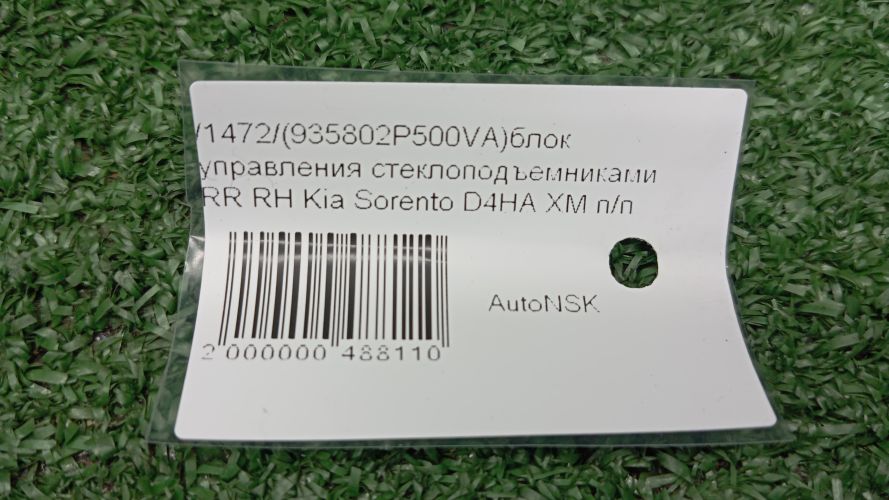 /1472/(935802P500VA)блок
управления стеклоподъемниками
RR RH Kia Sorento D4HA XM п/п
AutoNSK
2 000000 488110